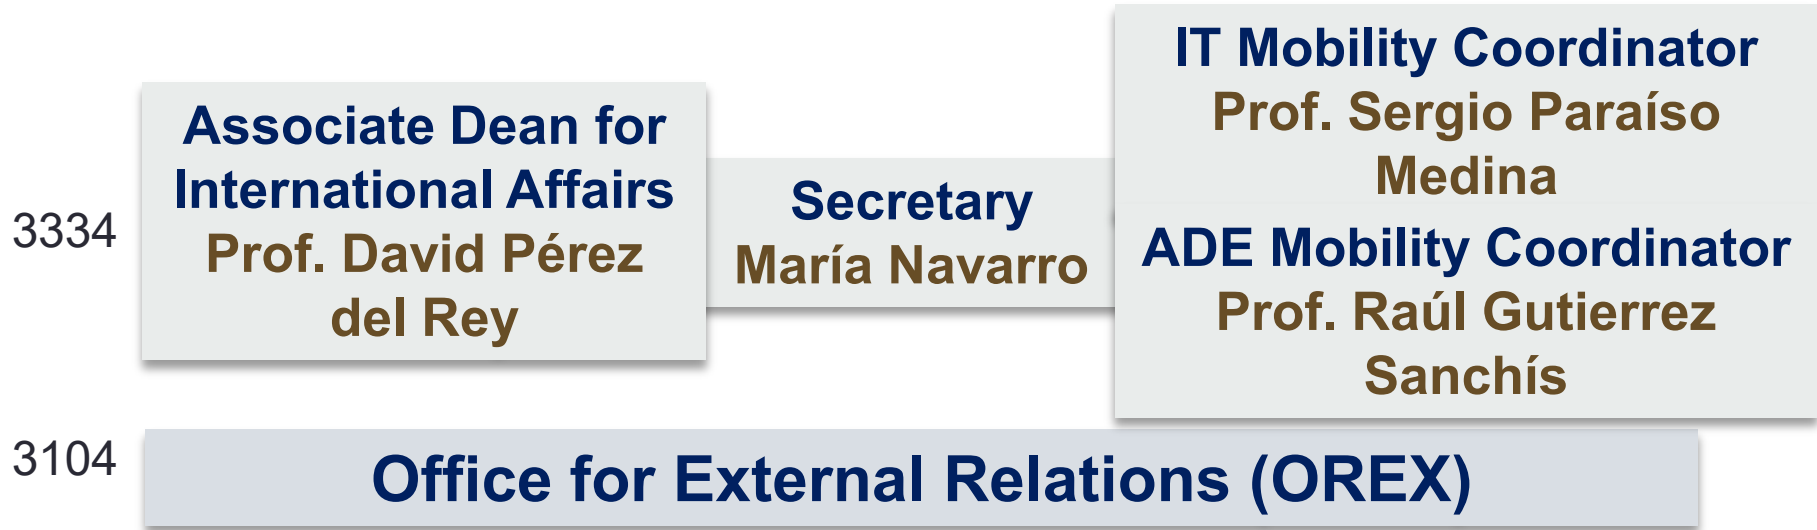 3334
Associate Dean for
International Affairs
Prof. David Pérez
del Rey
Secretary
María Navarro
IT Mobility Coordinator
Prof. Sergio Paraíso
Medina
ADE Mobility Coordinator
Prof. Raúl Gutierrez
Sanchís
3104
Office for External Relations (OREX)